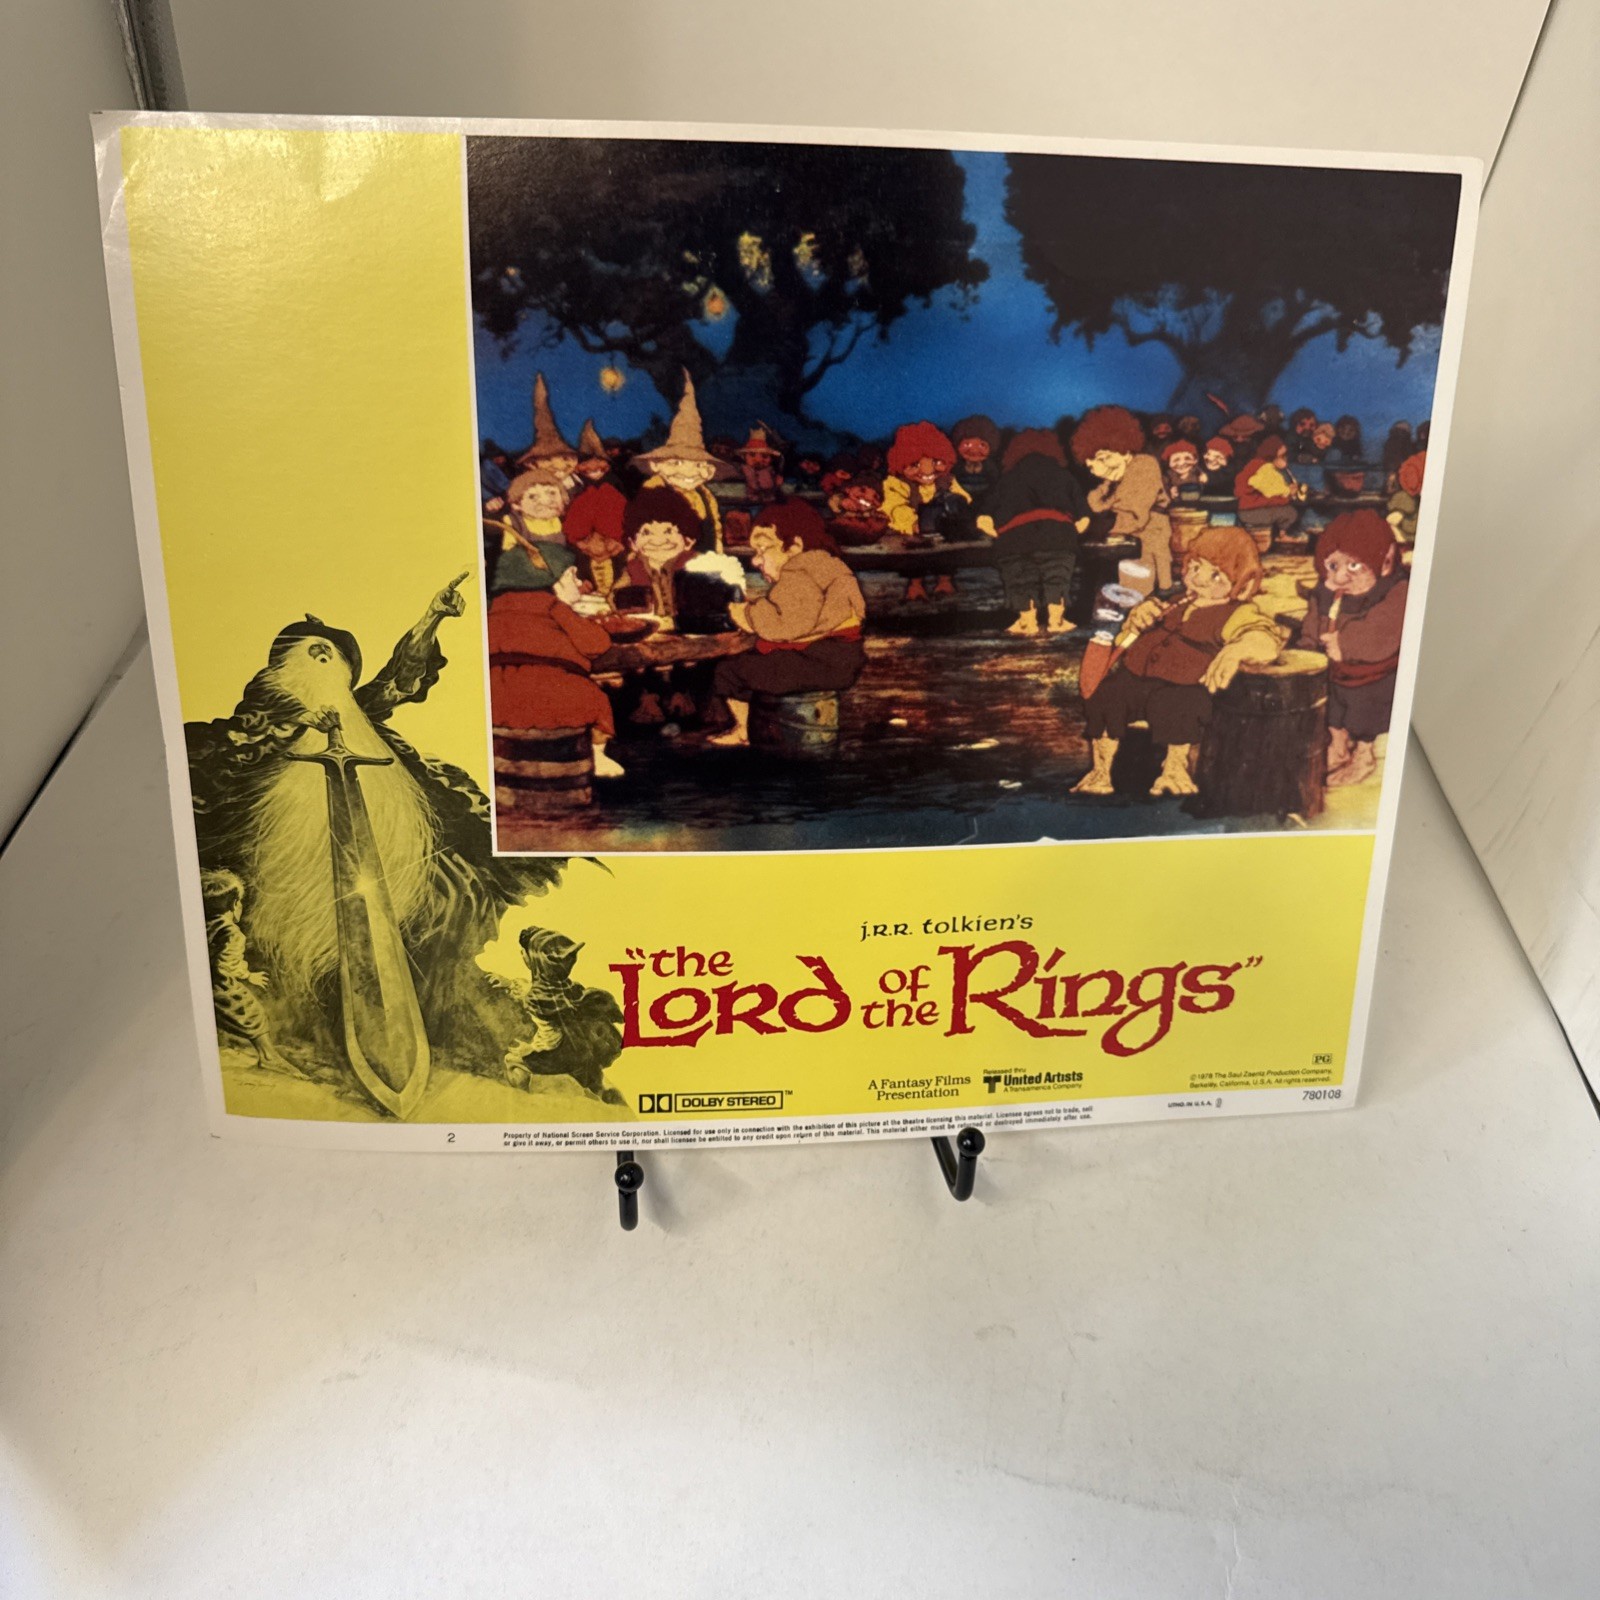 J.R.R. tolkien's
"the
Lord of the Rings"
DOLBY STEREO ™
A Fantasy Films
Presentation
Released thru
United Artists
A Transamerica Company
PG
©1978 The Saul Zaentz Production Company,
Berkeley, California, U.S.A. All rights reserved.
780108
2
Property of National Screen Service Corporation. Licensed for use only in connection with the exhibition of this picture at the theatre licensing this material. Licensee agrees not to trade, sell
or give it away, or permit others to use it, nor shall licensee be entitled to any credit upon return of this material. This material either must be returned or destroyed immediately after use.
LITHO. IN U.S.A.